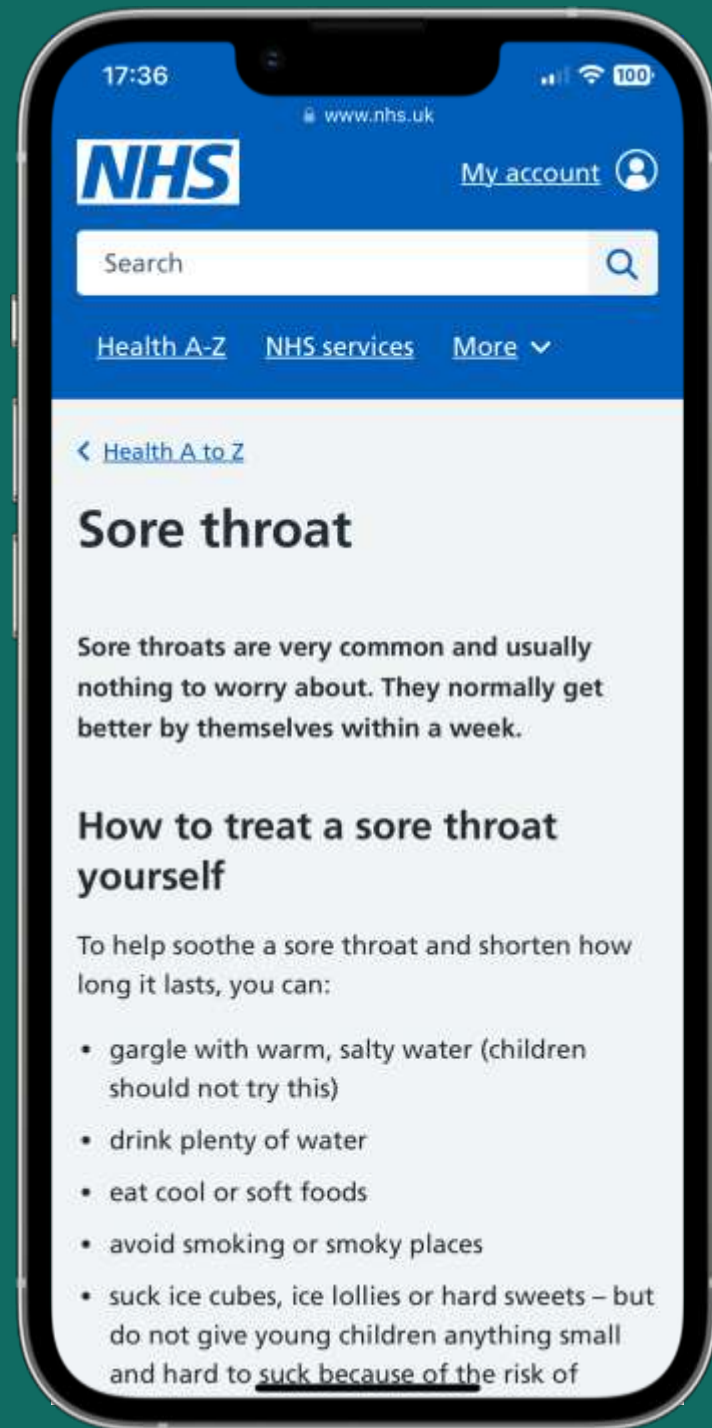 17:36
100
www.nhs.uk
NHS
My account
Search
Health A-Z NHS services More
Health A to Z
Sore throat
Sore throats are very common and usually
nothing to worry about. They normally get
better by themselves within a week.
How to treat a sore throat
yourself
To help soothe a sore throat and shorten how
long it lasts, you can:
• gargle with warm, salty water (children
should not try this)
• drink plenty of water
• eat cool or soft foods
• avoid smoking or smoky places
• suck ice cubes, ice lollies or hard sweets – but
do not give young children anything small
and hard to suck because of the risk of